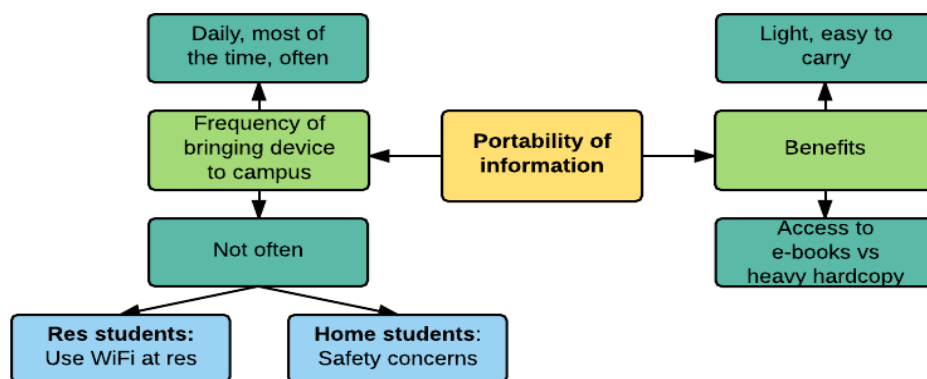 Daily, most of
the time, often
Light, easy to
carry
Frequency of
bringing device
to campus
Portability of
information
Benefits
Not often
Access to
e-books vs
heavy hardcopy
Res students:
Use WiFi at res
Home students:
Safety concerns